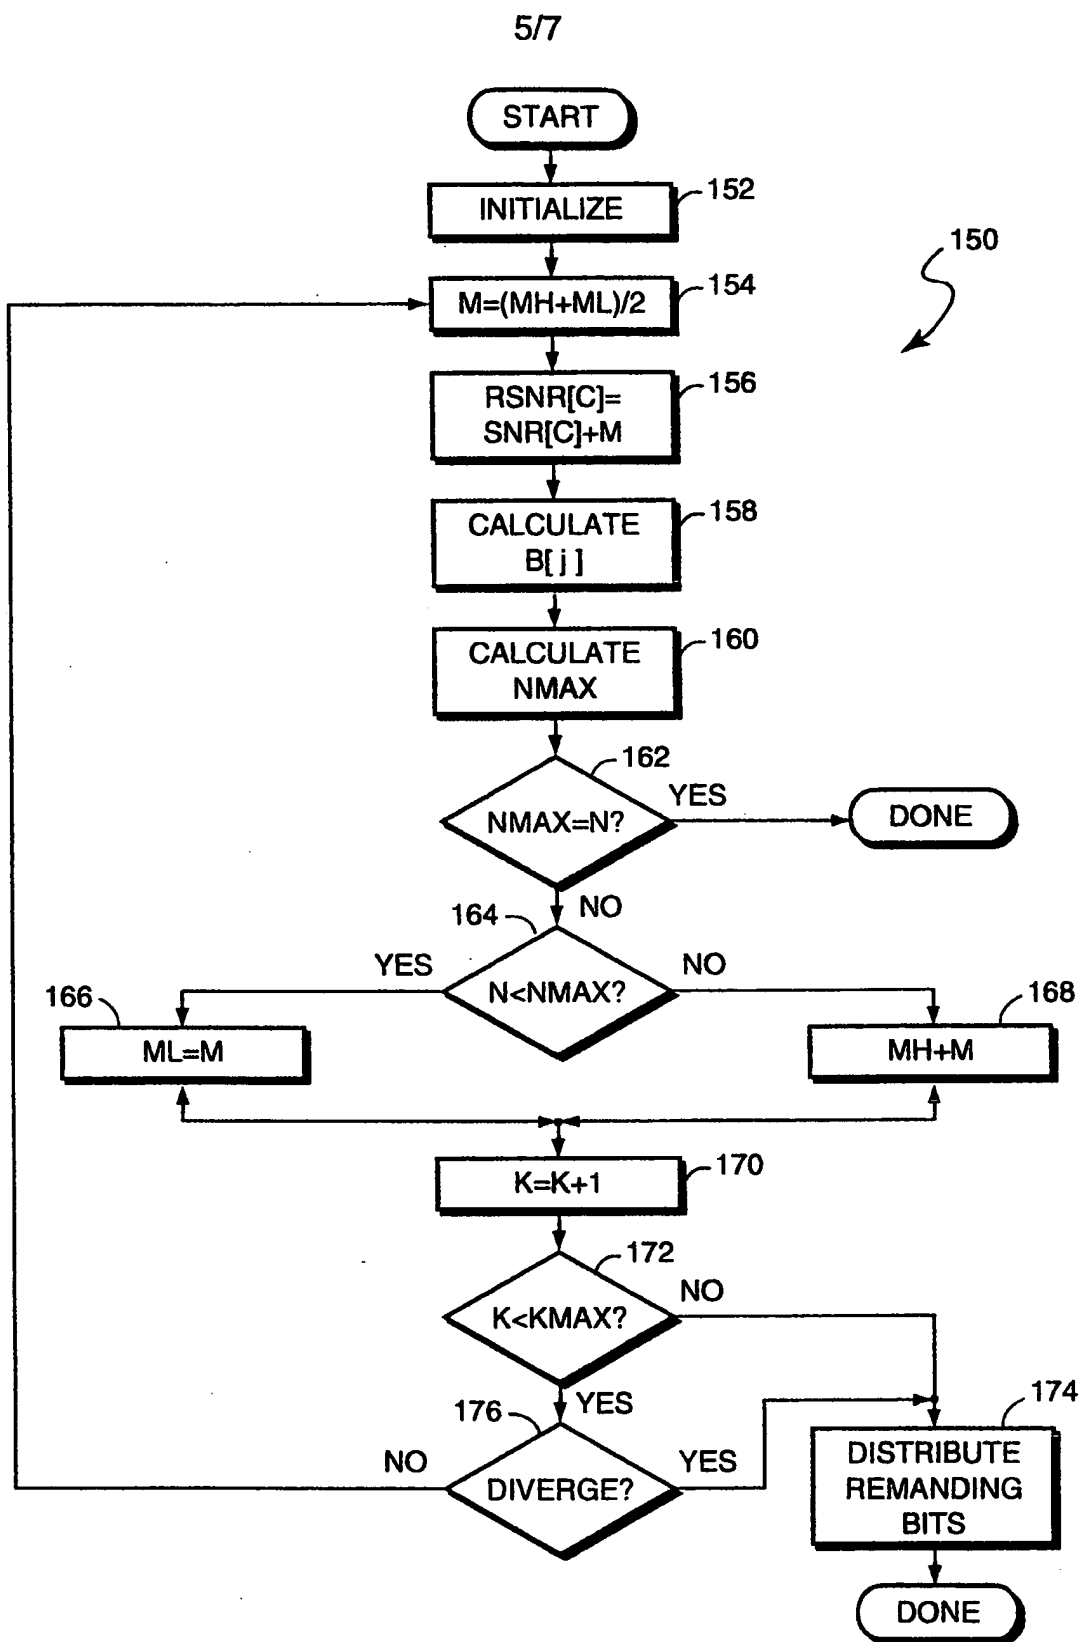 5/7
START
INITIALIZE
152
150
M=(MH+ML)/2
154
RSNR[C]=
SNR[C]+M
156
CALCULATE
B[ j ]
158
CALCULATE
NMAX
160
162
NMAX=N?
YES
DONE
NO
164
YES
N<NMAX?
NO
166
ML=M
168
MH+M
K=K+1
170
172
K<KMAX?
NO
YES
176
NO
DIVERGE?
YES
174
DISTRIBUTE
REMANDING
BITS
DONE